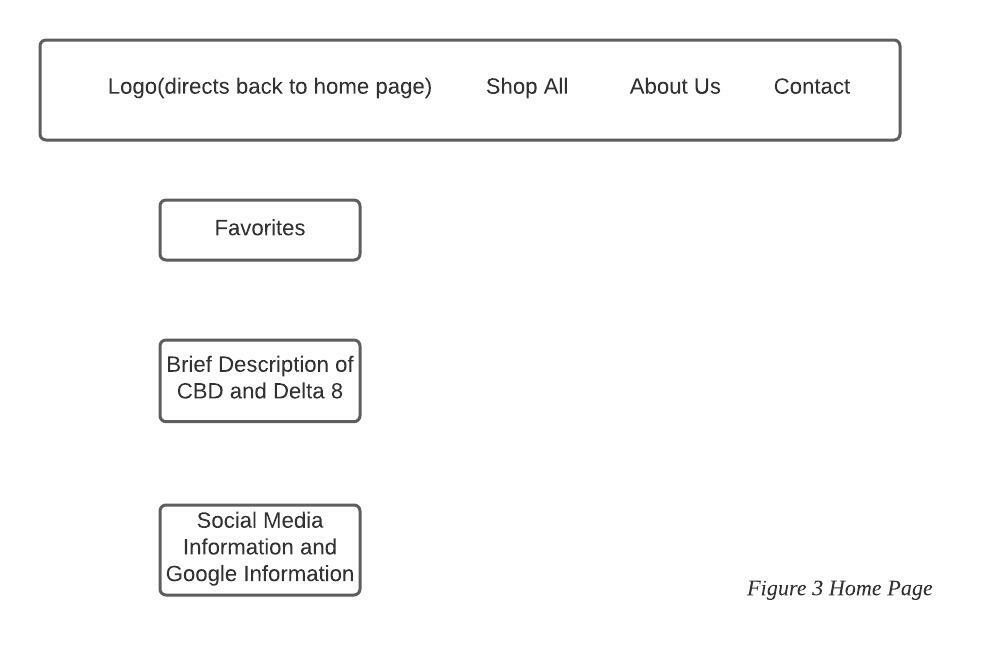 Logo(directs back to home page) Shop All About Us Contact
Favorites
Brief Description of
CBD and Delta 8
Social Media
Information and
Google Information
Figure 3 Home Page